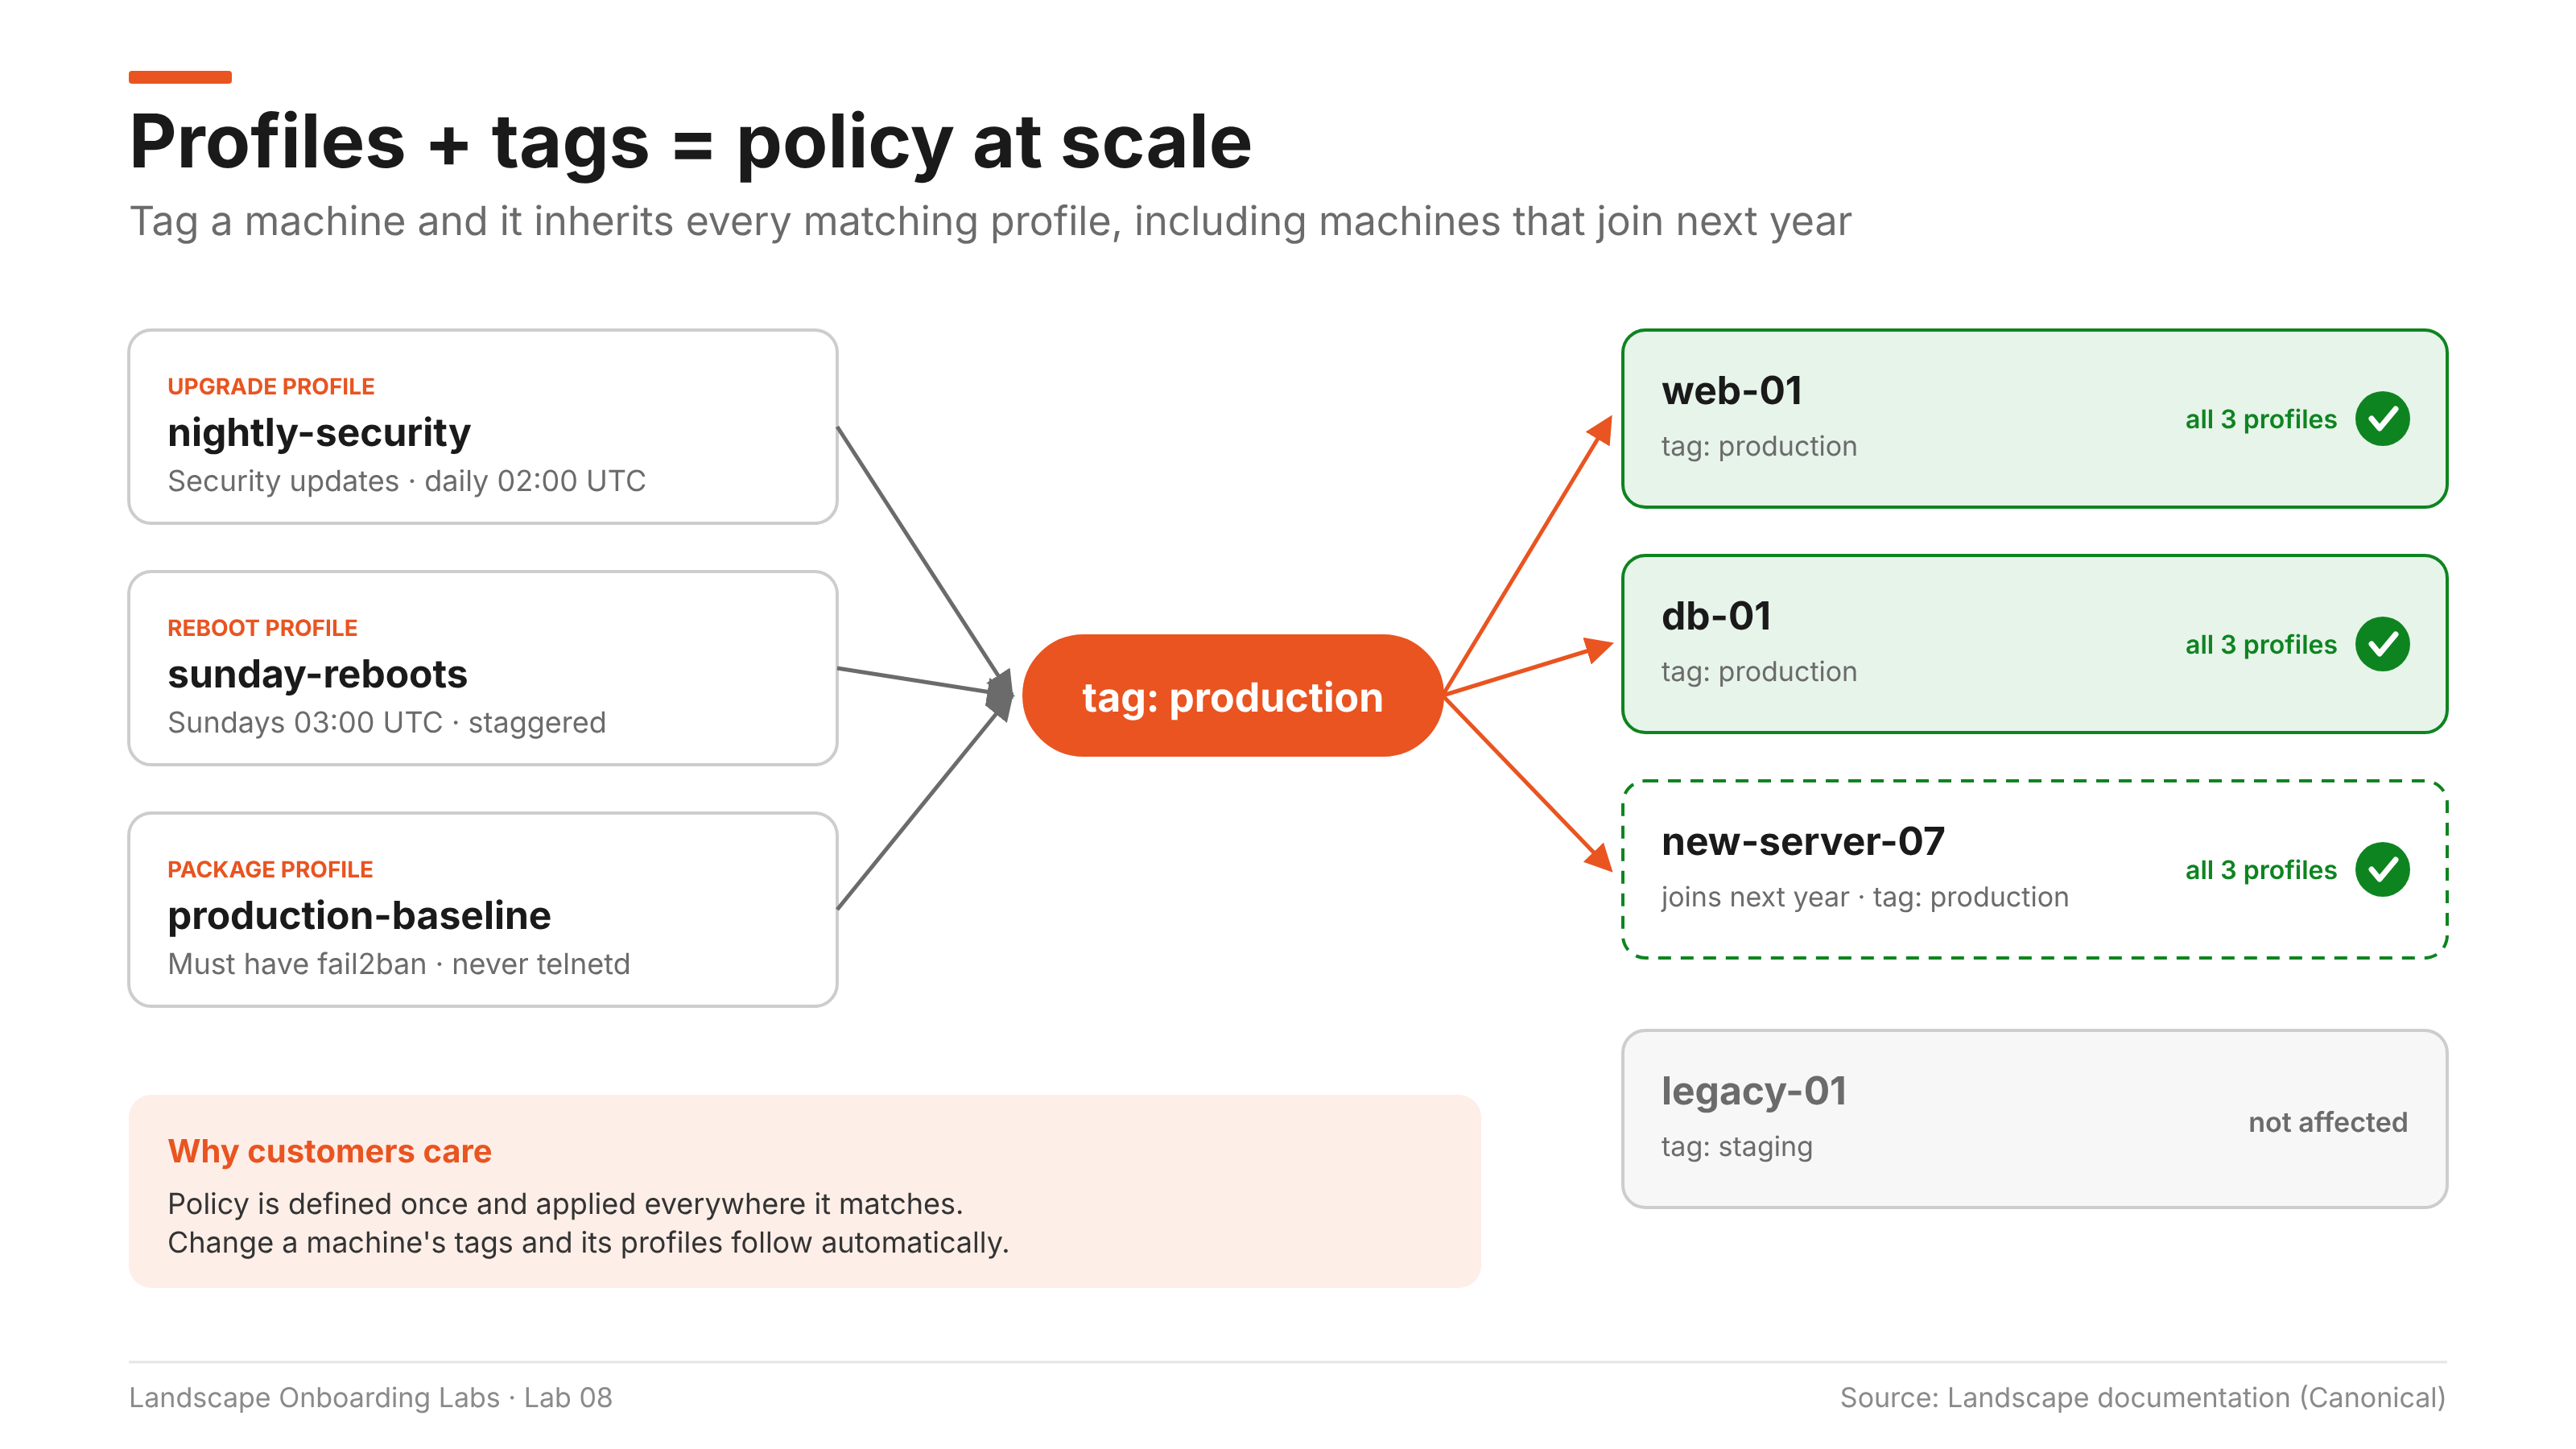 Profiles + tags = policy at scale
Tag a machine and it inherits every matching profile, including machines that join next year
UPGRADE PROFILE
nightly-security
Security updates · daily 02:00 UTC
REBOOT PROFILE
sunday-reboots
Sundays 03:00 UTC · staggered
PACKAGE PROFILE
production-baseline
Must have fail2ban · never telnetd
tag: production
web-01
tag: production
all 3 profiles
db-01
tag: production
all 3 profiles
new-server-07
joins next year · tag: production
all 3 profiles
legacy-01
tag: staging
not affected
Why customers care
Policy is defined once and applied everywhere it matches.
Change a machine's tags and its profiles follow automatically.
Landscape Onboarding Labs · Lab 08
Source: Landscape documentation (Canonical)